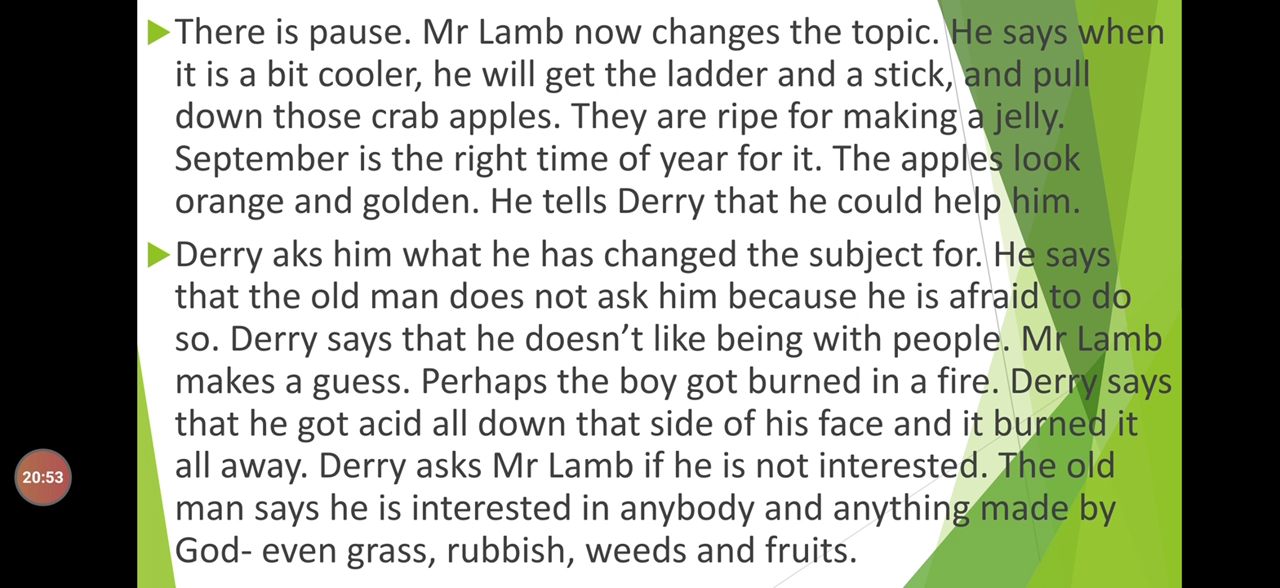 There is pause. Mr Lamb now changes the topic. He says when
it is a bit cooler, he will get the ladder and a stick, and pull
down those crab apples. They are ripe for making a jelly.
September is the right time of year for it. The apples look
orange and golden. He tells Derry that he could help him.
Derry aks him what he has changed the subject for. He says
that the old man does not ask him because he is afraid to do
so. Derry says that he doesn’t like being with people. Mr Lamb
makes a guess. Perhaps the boy got burned in a fire. Derry says
that he got acid all down that side of his face and it burned it
all away. Derry asks Mr Lamb if he is not interested. The old
man says he is interested in anybody and anything made by
God- even grass, rubbish, weeds and fruits.
20:53